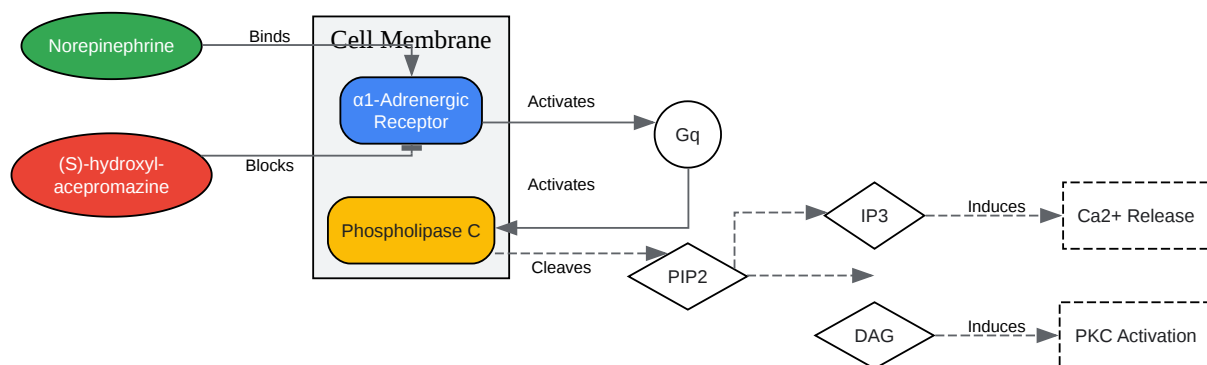 Norepinephrine
Binds
Cell Membrane
α1-Adrenergic
Receptor
Activates
Gq
(S)-hydroxyl-
acepromazine
Blocks
Activates
Phospholipase C
Cleaves
PIP2
IP3
Induces
Ca2+ Release
DAG
Induces
PKC Activation